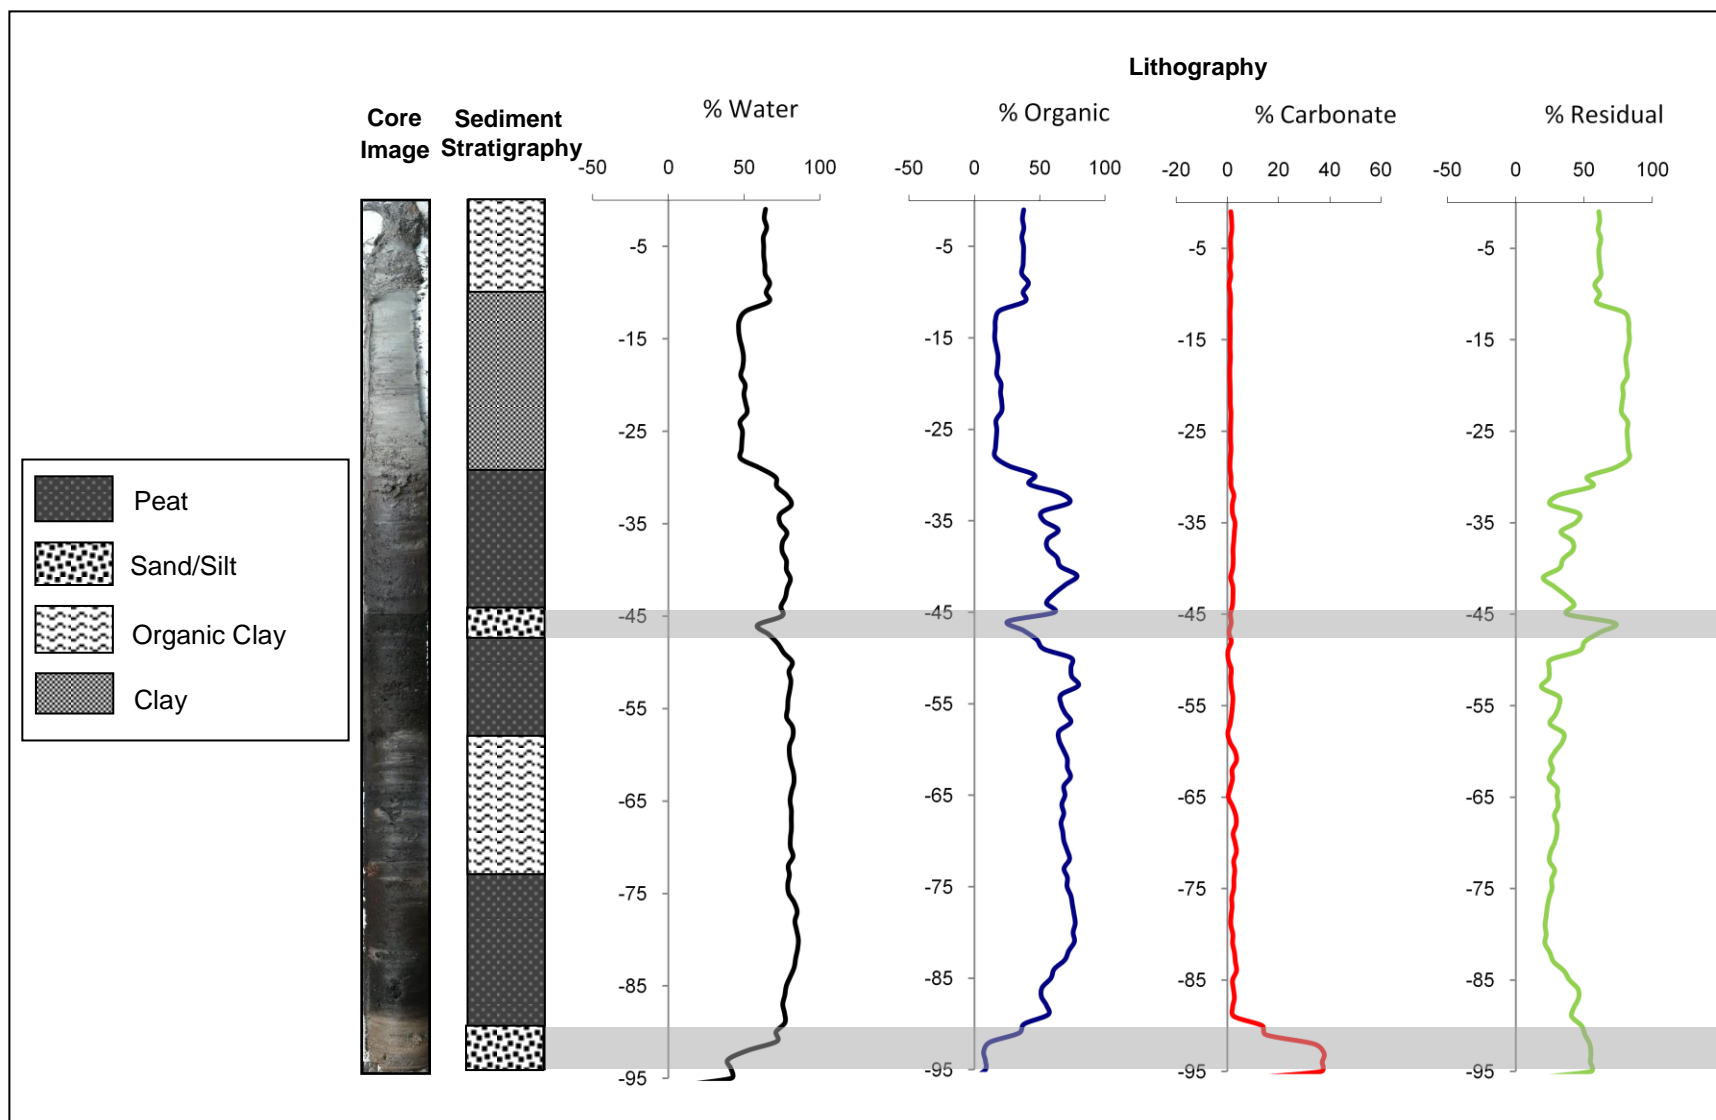 Lithography
Core
Image
Sediment
Stratigraphy
% Water
% Organic
% Carbonate
% Residual
-50 0 50 100
-50 0 50 100
-20 0 20 40 60
-50 0 50 100
-5 -5 -5 -5
-15 -15 -15 -15
-25 -25 -25 -25
-35 -35 -35 -35
-45 -45 -45 -45
-55 -55 -55 -55
-65 -65 -65 -65
-75 -75 -75 -75
-85 -85 -85 -85
-95 -95 -95 -95
Peat
Sand/Silt
Organic Clay
Clay